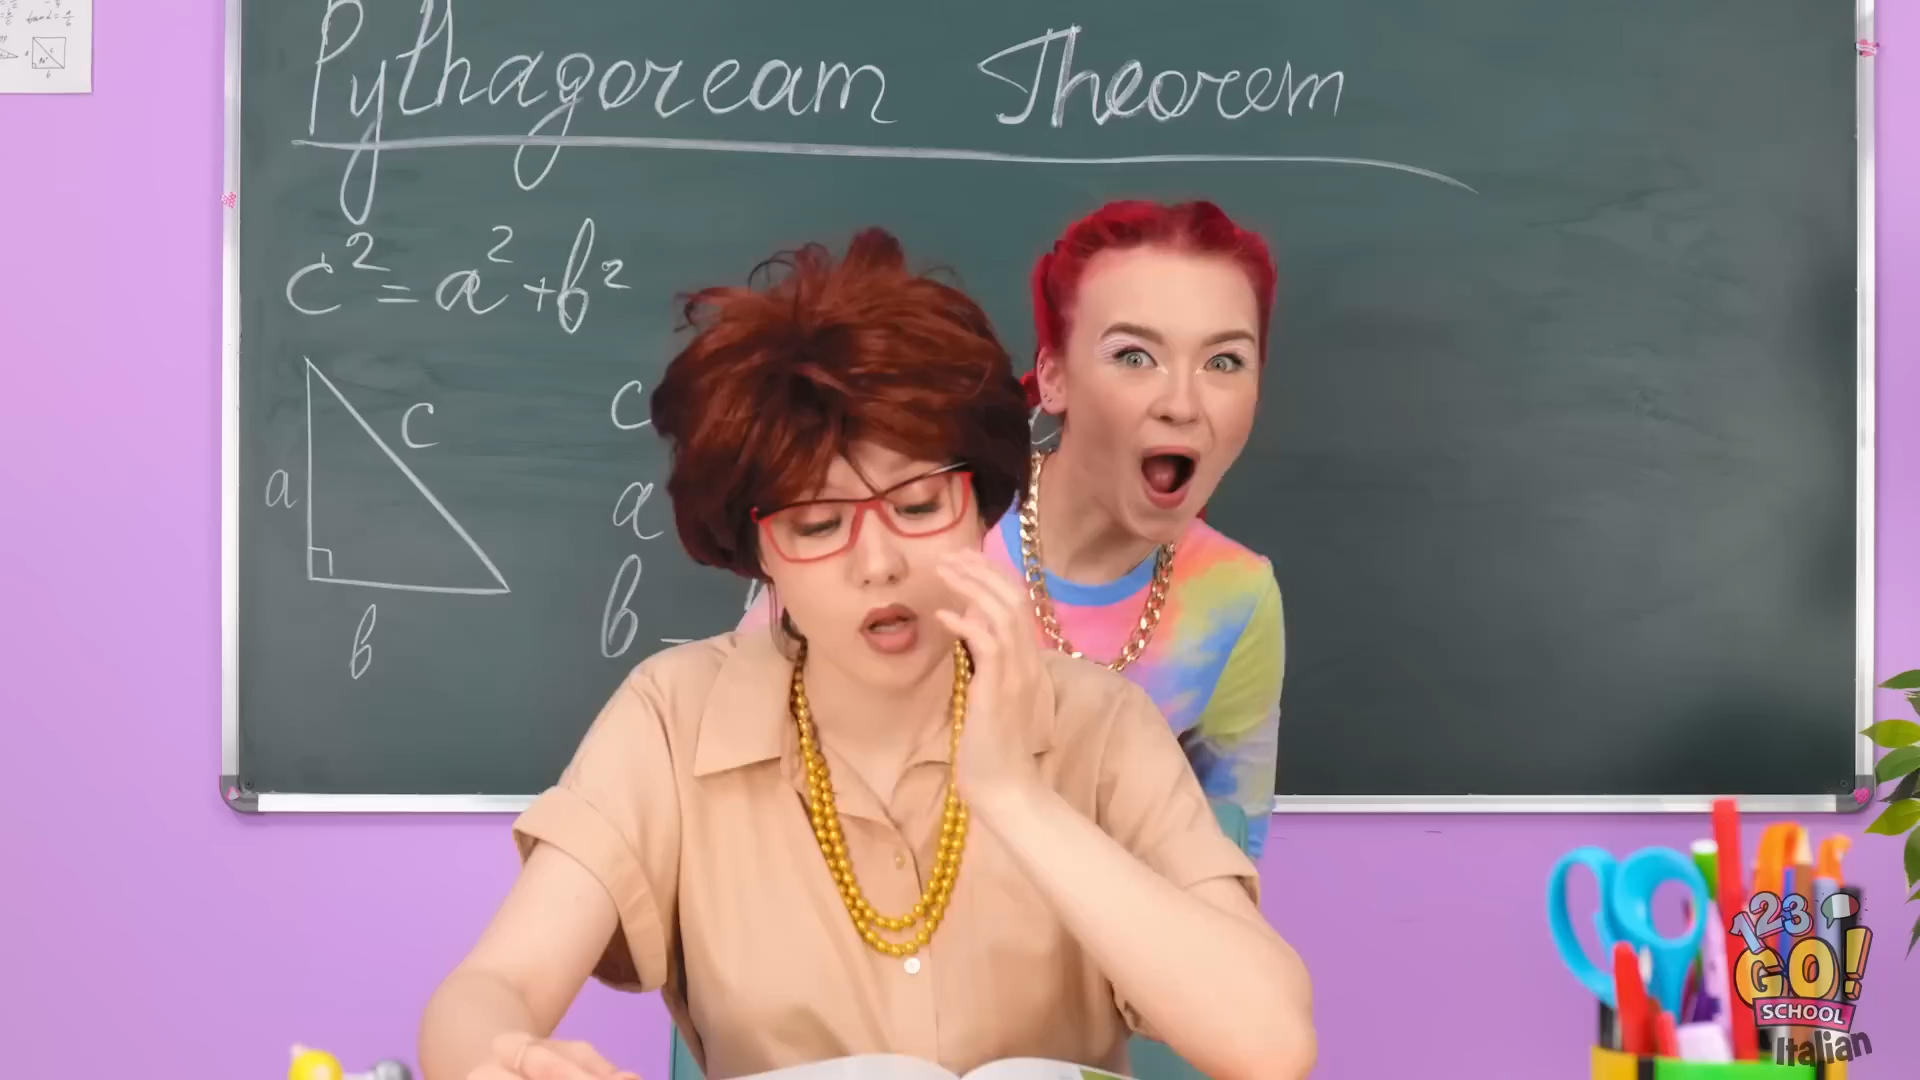 Pythagoream Theorem
c² = a² + b²
c
a
b
c
a
b -
123
GO!
SCHOOL
Italian